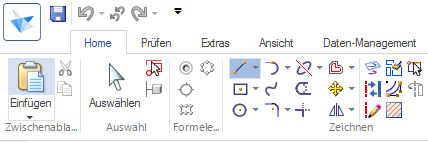 Home Prüfen Extras Ansicht Daten-Management
Einfügen Auswählen
Zwischenabla... Auswahl Formele... Zeichnen